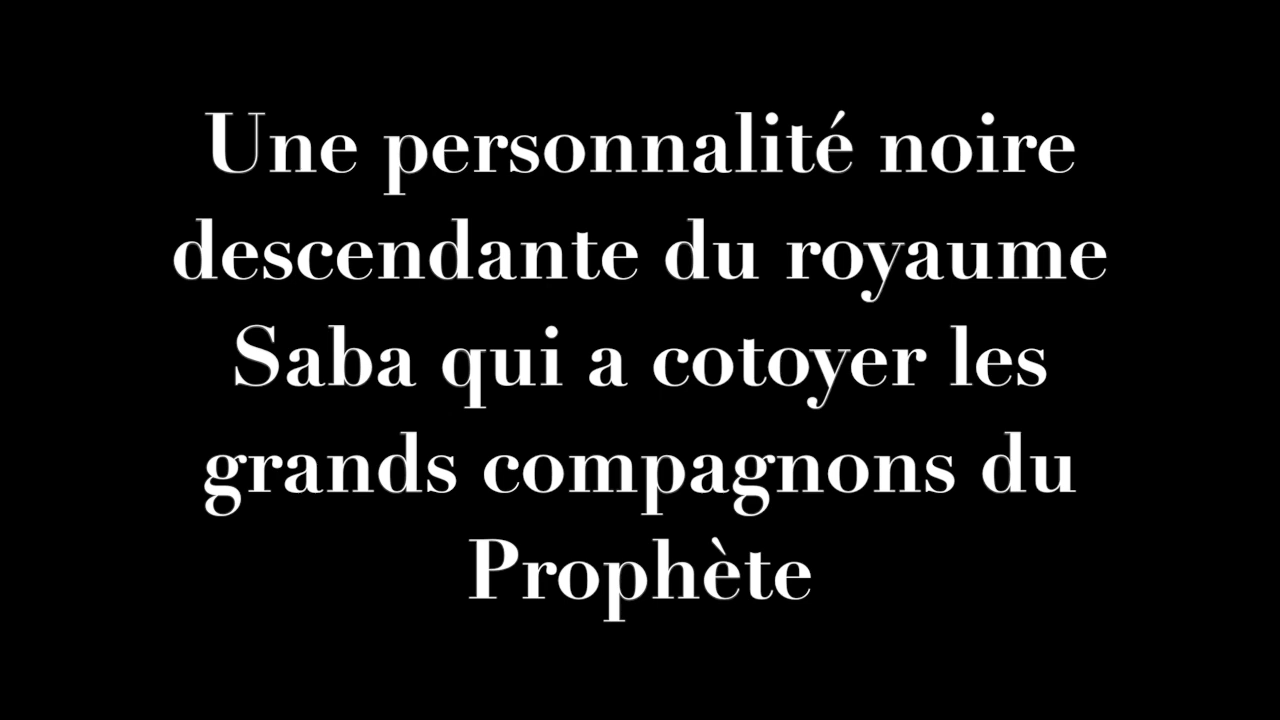 Une personnalité noire
descendante du royaume
Saba qui a cotoyer les
grands compagnons du
Prophète